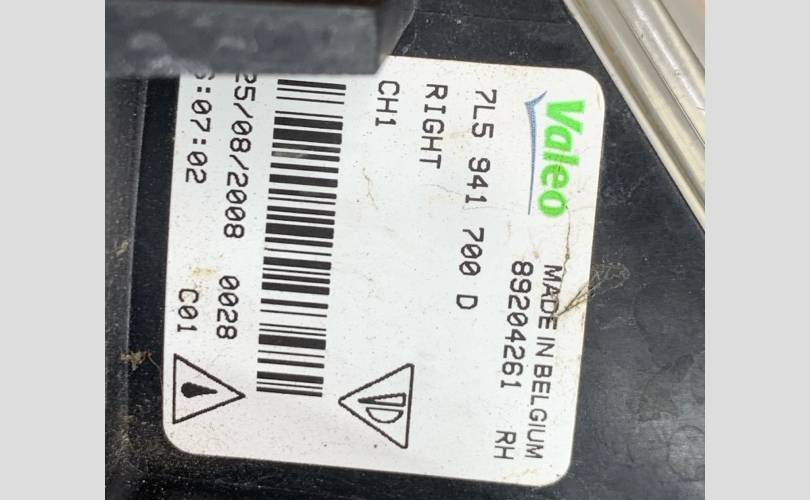 Valeo
MADE IN BELGIUM
89204261 RH
7L5 941 700 D
RIGHT
CH1
25/08/2008 0028
:07:02 C01